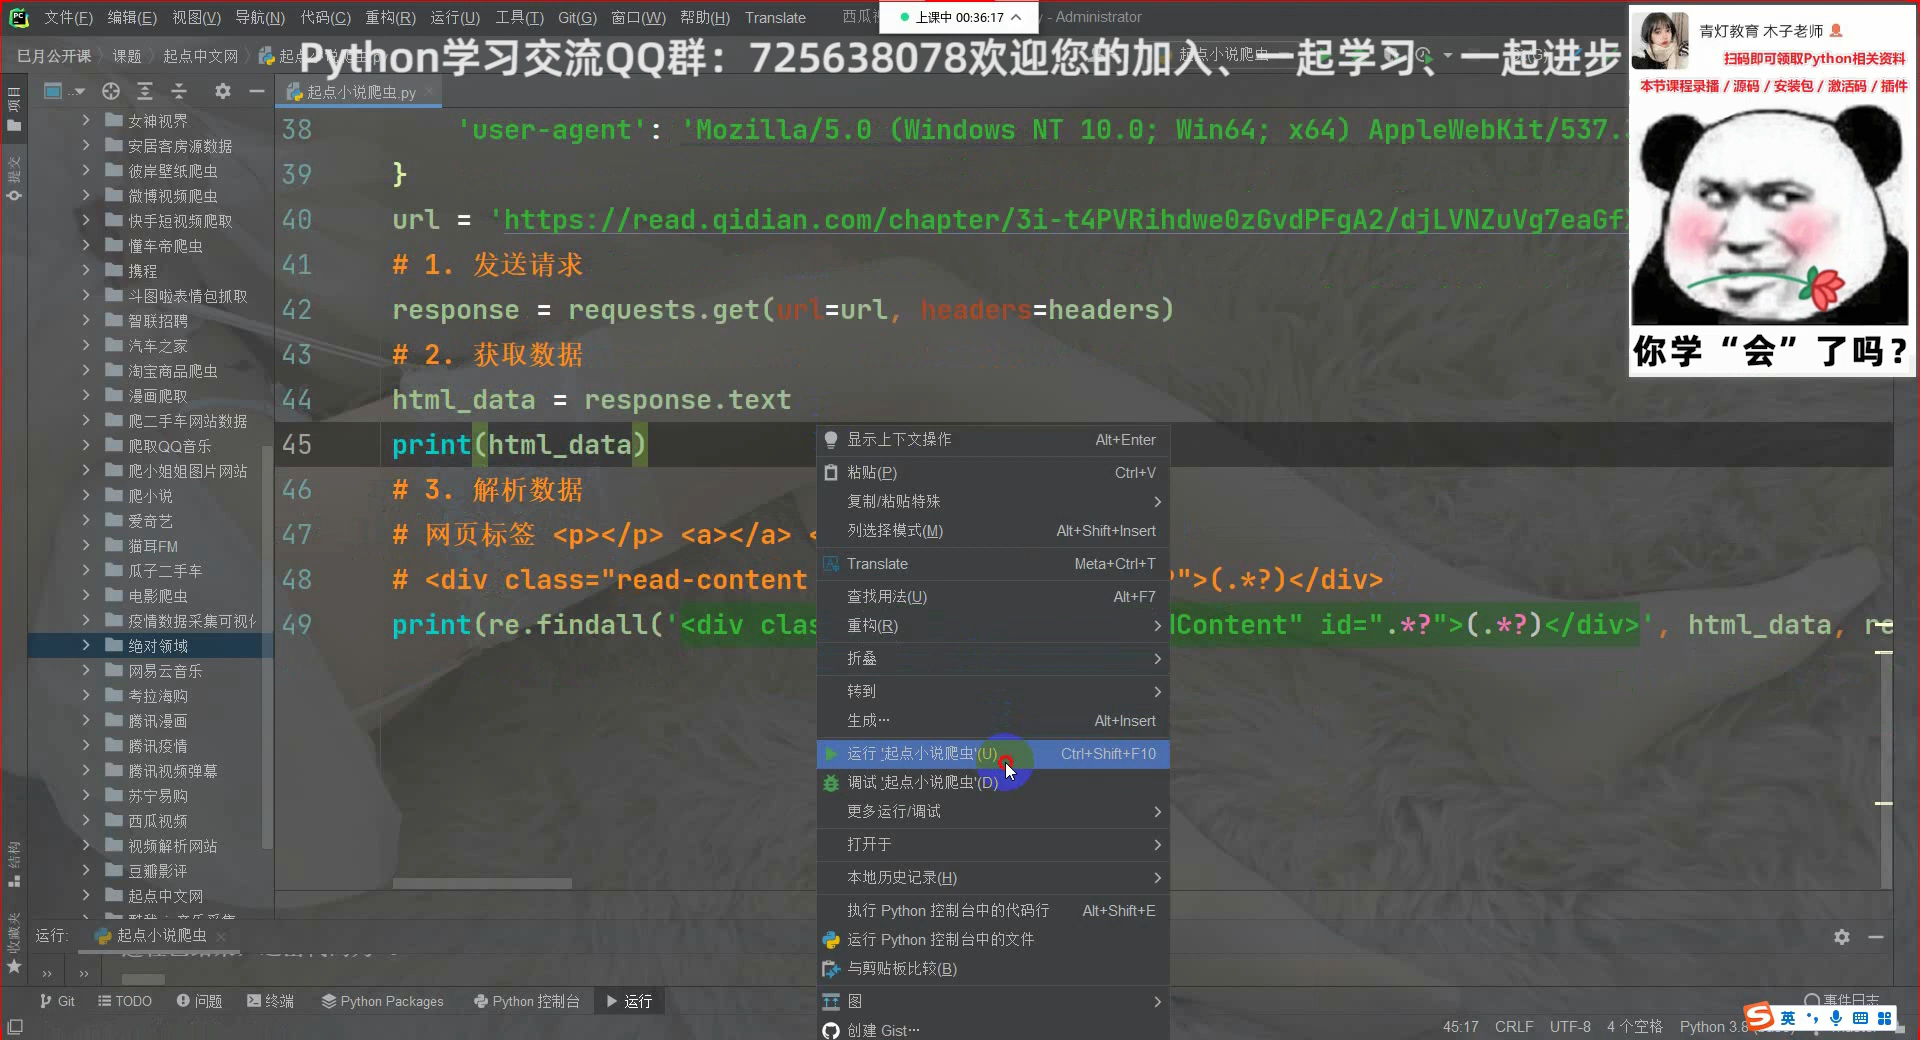 文件(F) 编辑(E) 视图(V) 导航(N) 代码(C) 重构(R) 运行(U) 工具(T) Git(G) 窗口(W) 帮助(H) Translate
上课中 00:36:17
- Administrator
巳月公开课 课题 起点中文网
Python学习交流QQ群：725638078欢迎您的加入、一起学习、一起进步
青灯教育 木子老师
扫码即可领取Python相关资料
本节课程录播 / 源码 / 安装包 / 激活码 / 插件
你学“会”了吗?
项目
提交
结构
收藏夹
起点小说爬虫.py
女神视界
安居客房源数据
彼岸壁纸爬虫
微博视频爬虫
快手短视频爬取
懂车帝爬虫
携程
斗图啦表情包抓取
智联招聘
汽车之家
淘宝商品爬虫
漫画爬取
爬二手车网站数据
爬取QQ音乐
爬小姐姐图片网站
爬小说
爱奇艺
猫耳FM
瓜子二手车
电影爬虫
疫情数据采集可视化
绝对领域
网易云音乐
考拉海购
腾讯漫画
腾讯疫情
腾讯视频弹幕
苏宁易购
西瓜视频
视频解析网站
豆瓣影评
起点中文网
38 'user-agent': 'Mozilla/5.0 (Windows NT 10.0; Win64; x64) AppleWebKit/537.
39 }
40 url = 'https://read.qidian.com/chapter/3i-t4PVRihdwe0zGvdPFgA2/djLVNZuVg7eaGf
41 # 1. 发送请求
42 response = requests.get(url=url, headers=headers)
43 # 2. 获取数据
44 html_data = response.text
45 print(html_data)
46 # 3. 解析数据
47 # 网页标签 <p></p> <a></a> <
48 # <div class="read-content ?">(.*?)</div>
49 print(re.findall('<div clas Content" id=".*?">(.*?)</div>', html_data, re
显示上下文操作 Alt+Enter
粘贴(P) Ctrl+V
复制/粘贴特殊
列选择模式(M) Alt+Shift+Insert
Translate Meta+Ctrl+T
查找用法(U) Alt+F7
重构(R)
折叠
转到
生成… Alt+Insert
运行 '起点小说爬虫'(U) Ctrl+Shift+F10
调试 '起点小说爬虫'(D)
更多运行/调试
打开于
本地历史记录(H)
执行 Python 控制台中的代码行 Alt+Shift+E
运行 Python 控制台中的文件
与剪贴板比较(B)
图
创建 Gist…
运行: 起点小说爬虫
Git TODO 问题 终端 Python Packages Python 控制台 运行
事件日志
45:17 CRLF UTF-8 4 个空格 Python 3.8
英